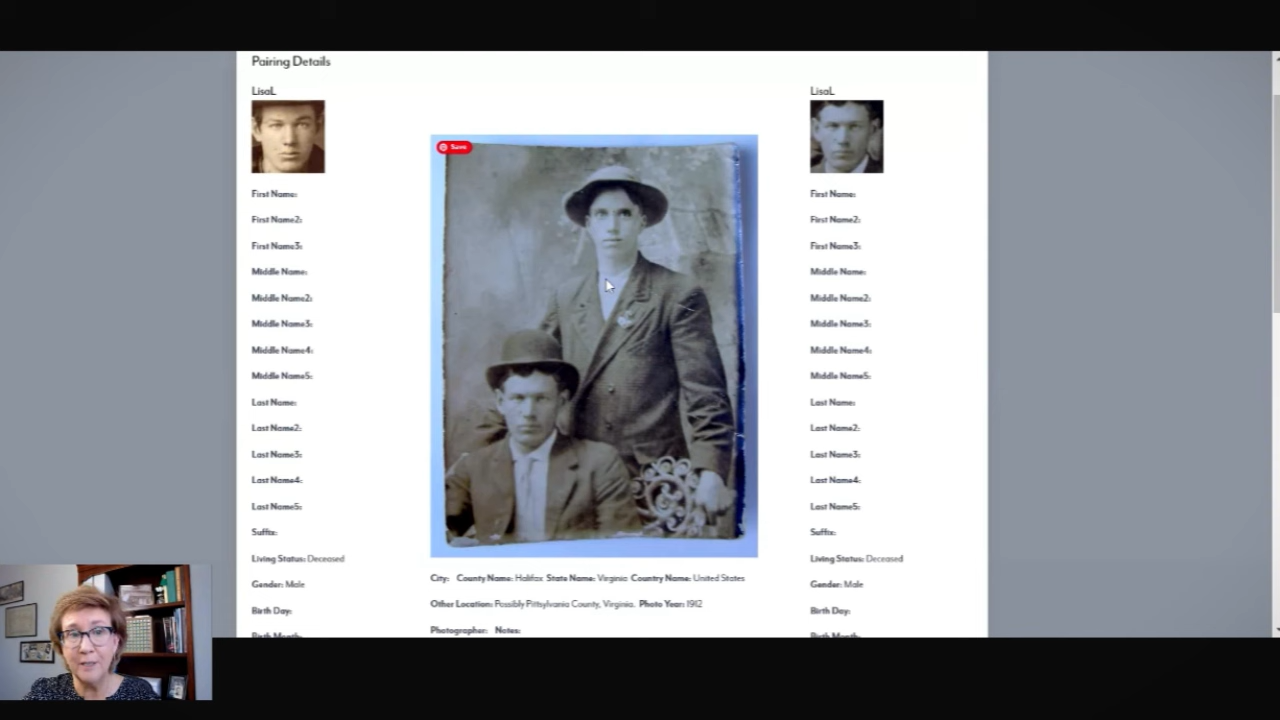 Pairing Details
LisaL
First Name:
First Name2:
First Name3:
Middle Name:
Middle Name2:
Middle Name3:
Middle Name4:
Middle Name5:
Last Name:
Last Name2:
Last Name3:
Last Name4:
Last Name5:
Suffix:
Living Status: Deceased
Gender: Male
Birth Day:
Birth Month:
Save
City: County Name: Halifax State Name: Virginia Country Name: United States
Other Location: Possibly Pittsylvania County, Virginia. Photo Year: 1912
Photographer: Notes:
LisaL
First Name:
First Name2:
First Name3:
Middle Name:
Middle Name2:
Middle Name3:
Middle Name4:
Middle Name5:
Last Name:
Last Name2:
Last Name3:
Last Name4:
Last Name5:
Suffix:
Living Status: Deceased
Gender: Male
Birth Day:
Birth Month: